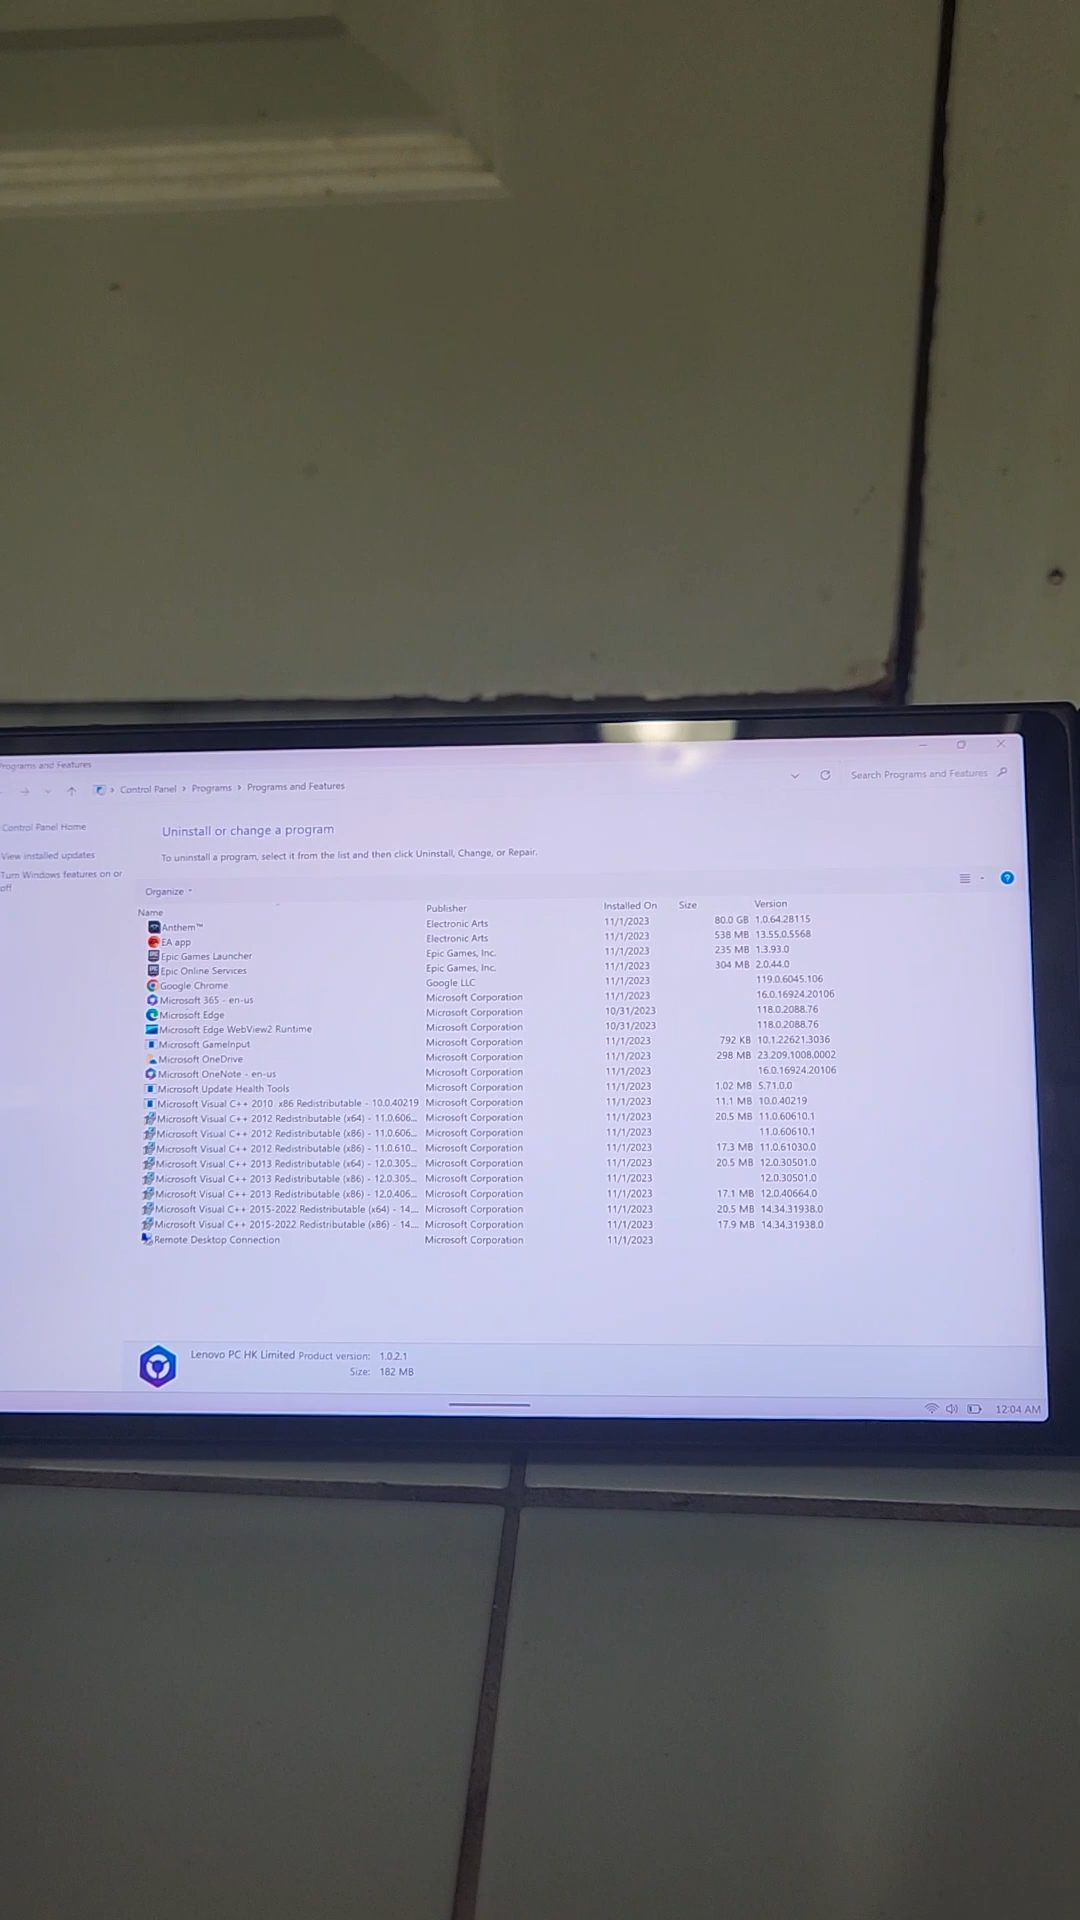 Programs and Features
Control Panel > Programs > Programs and Features
Search Programs and Features
Control Panel Home
View installed updates
Turn Windows features on or
off
Uninstall or change a program
To uninstall a program, select it from the list and then click Uninstall, Change, or Repair.
Organize
Name Publisher Installed On Size Version
Anthem™ Electronic Arts 11/1/2023 80.0 GB 1.0.64.28115
EA app Electronic Arts 11/1/2023 538 MB 13.55.0.5568
Epic Games Launcher Epic Games, Inc. 11/1/2023 235 MB 1.3.93.0
Epic Online Services Epic Games, Inc. 11/1/2023 304 MB 2.0.44.0
Google Chrome Google LLC 11/1/2023 119.0.6045.106
Microsoft 365 - en-us Microsoft Corporation 11/1/2023 16.0.16924.20106
Microsoft Edge Microsoft Corporation 10/31/2023 118.0.2088.76
Microsoft Edge WebView2 Runtime Microsoft Corporation 10/31/2023 118.0.2088.76
Microsoft GameInput Microsoft Corporation 11/1/2023 792 KB 10.1.22621.3036
Microsoft OneDrive Microsoft Corporation 11/1/2023 298 MB 23.209.1008.0002
Microsoft OneNote - en-us Microsoft Corporation 11/1/2023 16.0.16924.20106
Microsoft Update Health Tools Microsoft Corporation 11/1/2023 1.02 MB 5.71.0.0
Microsoft Visual C++ 2010 x86 Redistributable - 10.0.40219 Microsoft Corporation 11/1/2023 11.1 MB 10.0.40219
Microsoft Visual C++ 2012 Redistributable (x64) - 11.0.606... Microsoft Corporation 11/1/2023 20.5 MB 11.0.60610.1
Microsoft Visual C++ 2012 Redistributable (x86) - 11.0.606... Microsoft Corporation 11/1/2023 11.0.60610.1
Microsoft Visual C++ 2012 Redistributable (x86) - 11.0.610... Microsoft Corporation 11/1/2023 17.3 MB 11.0.61030.0
Microsoft Visual C++ 2013 Redistributable (x64) - 12.0.305... Microsoft Corporation 11/1/2023 20.5 MB 12.0.30501.0
Microsoft Visual C++ 2013 Redistributable (x86) - 12.0.305... Microsoft Corporation 11/1/2023 12.0.30501.0
Microsoft Visual C++ 2013 Redistributable (x86) - 12.0.406... Microsoft Corporation 11/1/2023 17.1 MB 12.0.40664.0
Microsoft Visual C++ 2015-2022 Redistributable (x64) - 14.... Microsoft Corporation 11/1/2023 20.5 MB 14.34.31938.0
Microsoft Visual C++ 2015-2022 Redistributable (x86) - 14.... Microsoft Corporation 11/1/2023 17.9 MB 14.34.31938.0
Remote Desktop Connection Microsoft Corporation 11/1/2023
Lenovo PC HK Limited Product version: 1.0.2.1
Size: 182 MB
12:04 AM